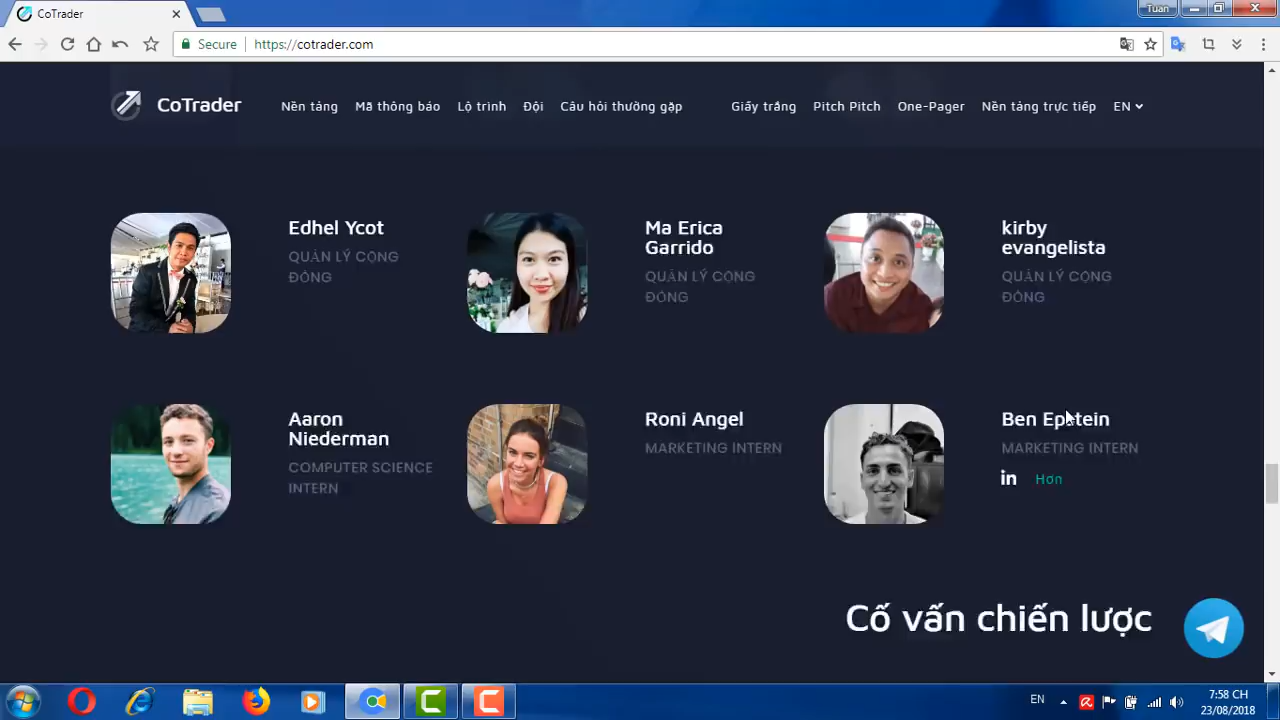 CoTrader
Tuan
Secure
https://cotrader.com
CoTrader
Nền tảng
Mã thông báo
Lộ trình
Đội
Câu hỏi thường gặp
Giấy trắng
Pitch Pitch
One-Pager
Nền tảng trực tiếp
EN
Edhel Ycot
QUẢN LÝ CỘNG
ĐỒNG
Ma Erica
Garrido
QUẢN LÝ CỘNG
ĐỒNG
kirby
evangelista
QUẢN LÝ CỘNG
ĐỒNG
Aaron
Niederman
COMPUTER SCIENCE
INTERN
Roni Angel
MARKETING INTERN
Ben Epstein
MARKETING INTERN
in
Hơn
Cố vấn chiến lược
EN
7:58 CH
23/08/2018